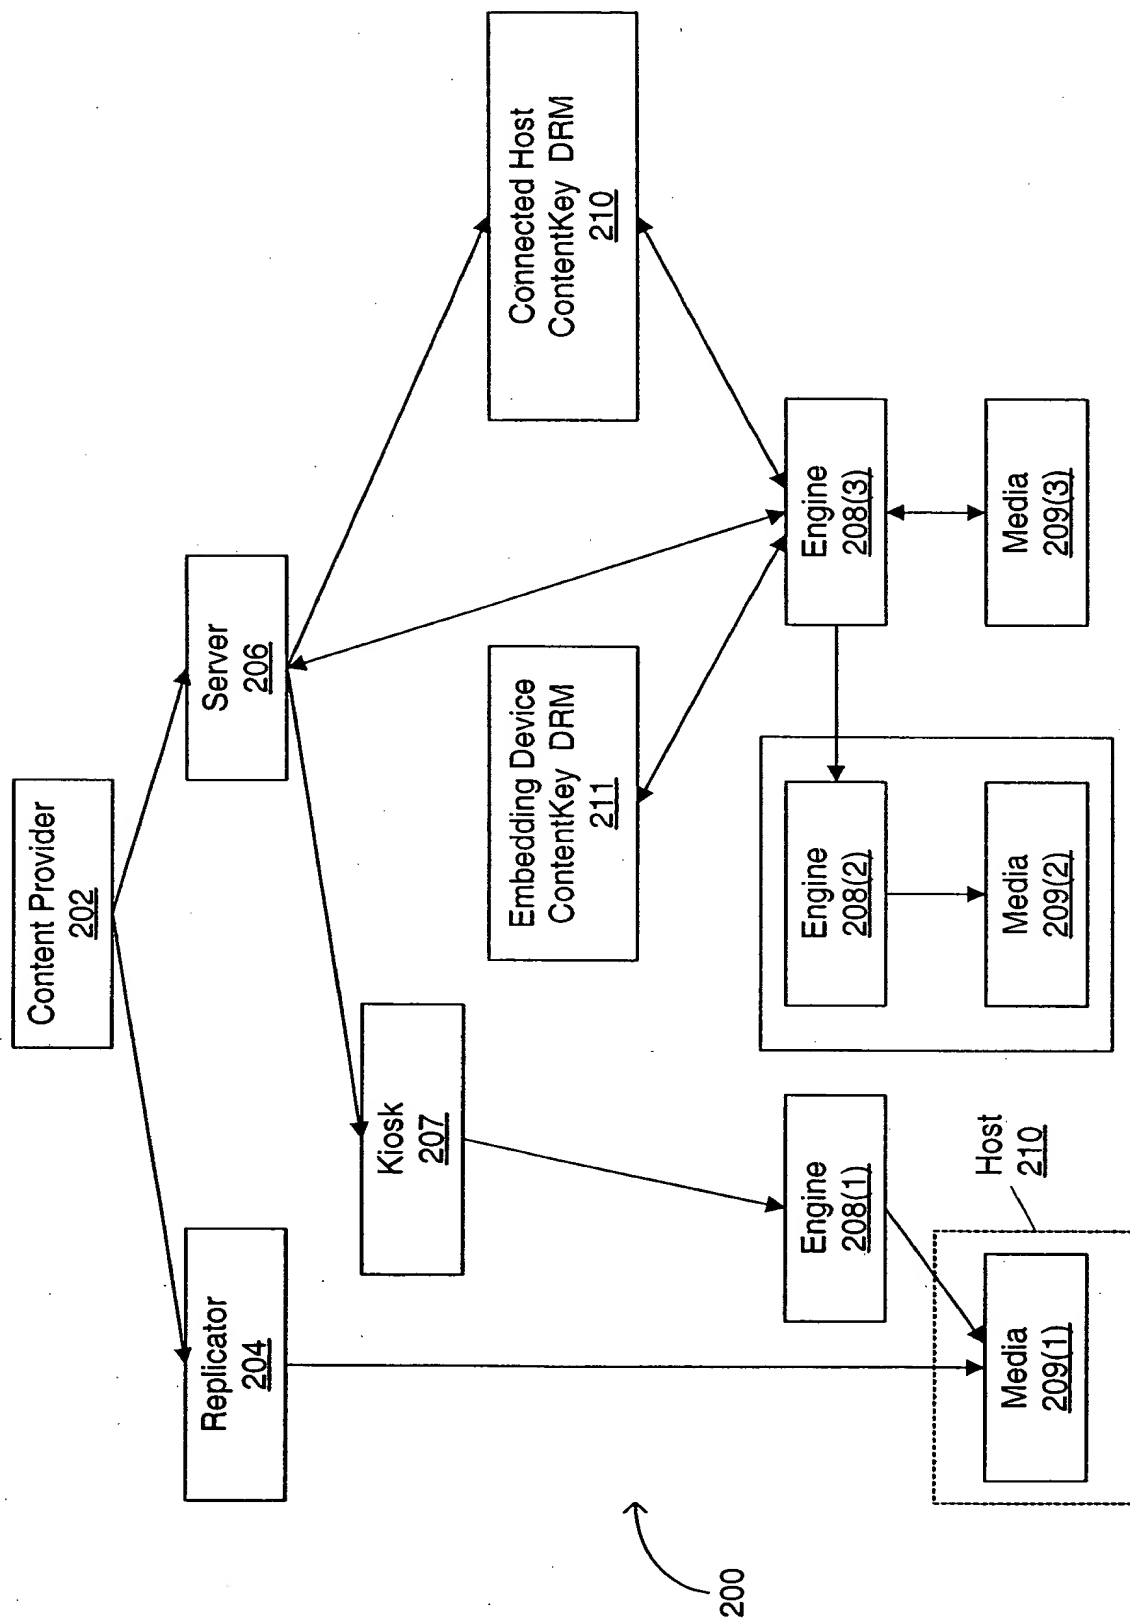 Content Provider
202
Replicator
204
Server
206
Kiosk
207
Embedding Device
ContentKey DRM
211
Connected Host
ContentKey DRM
210
Engine
208(1)
Engine
208(2)
Engine
208(3)
Host
210
Media
209(1)
Media
209(2)
Media
209(3)
200